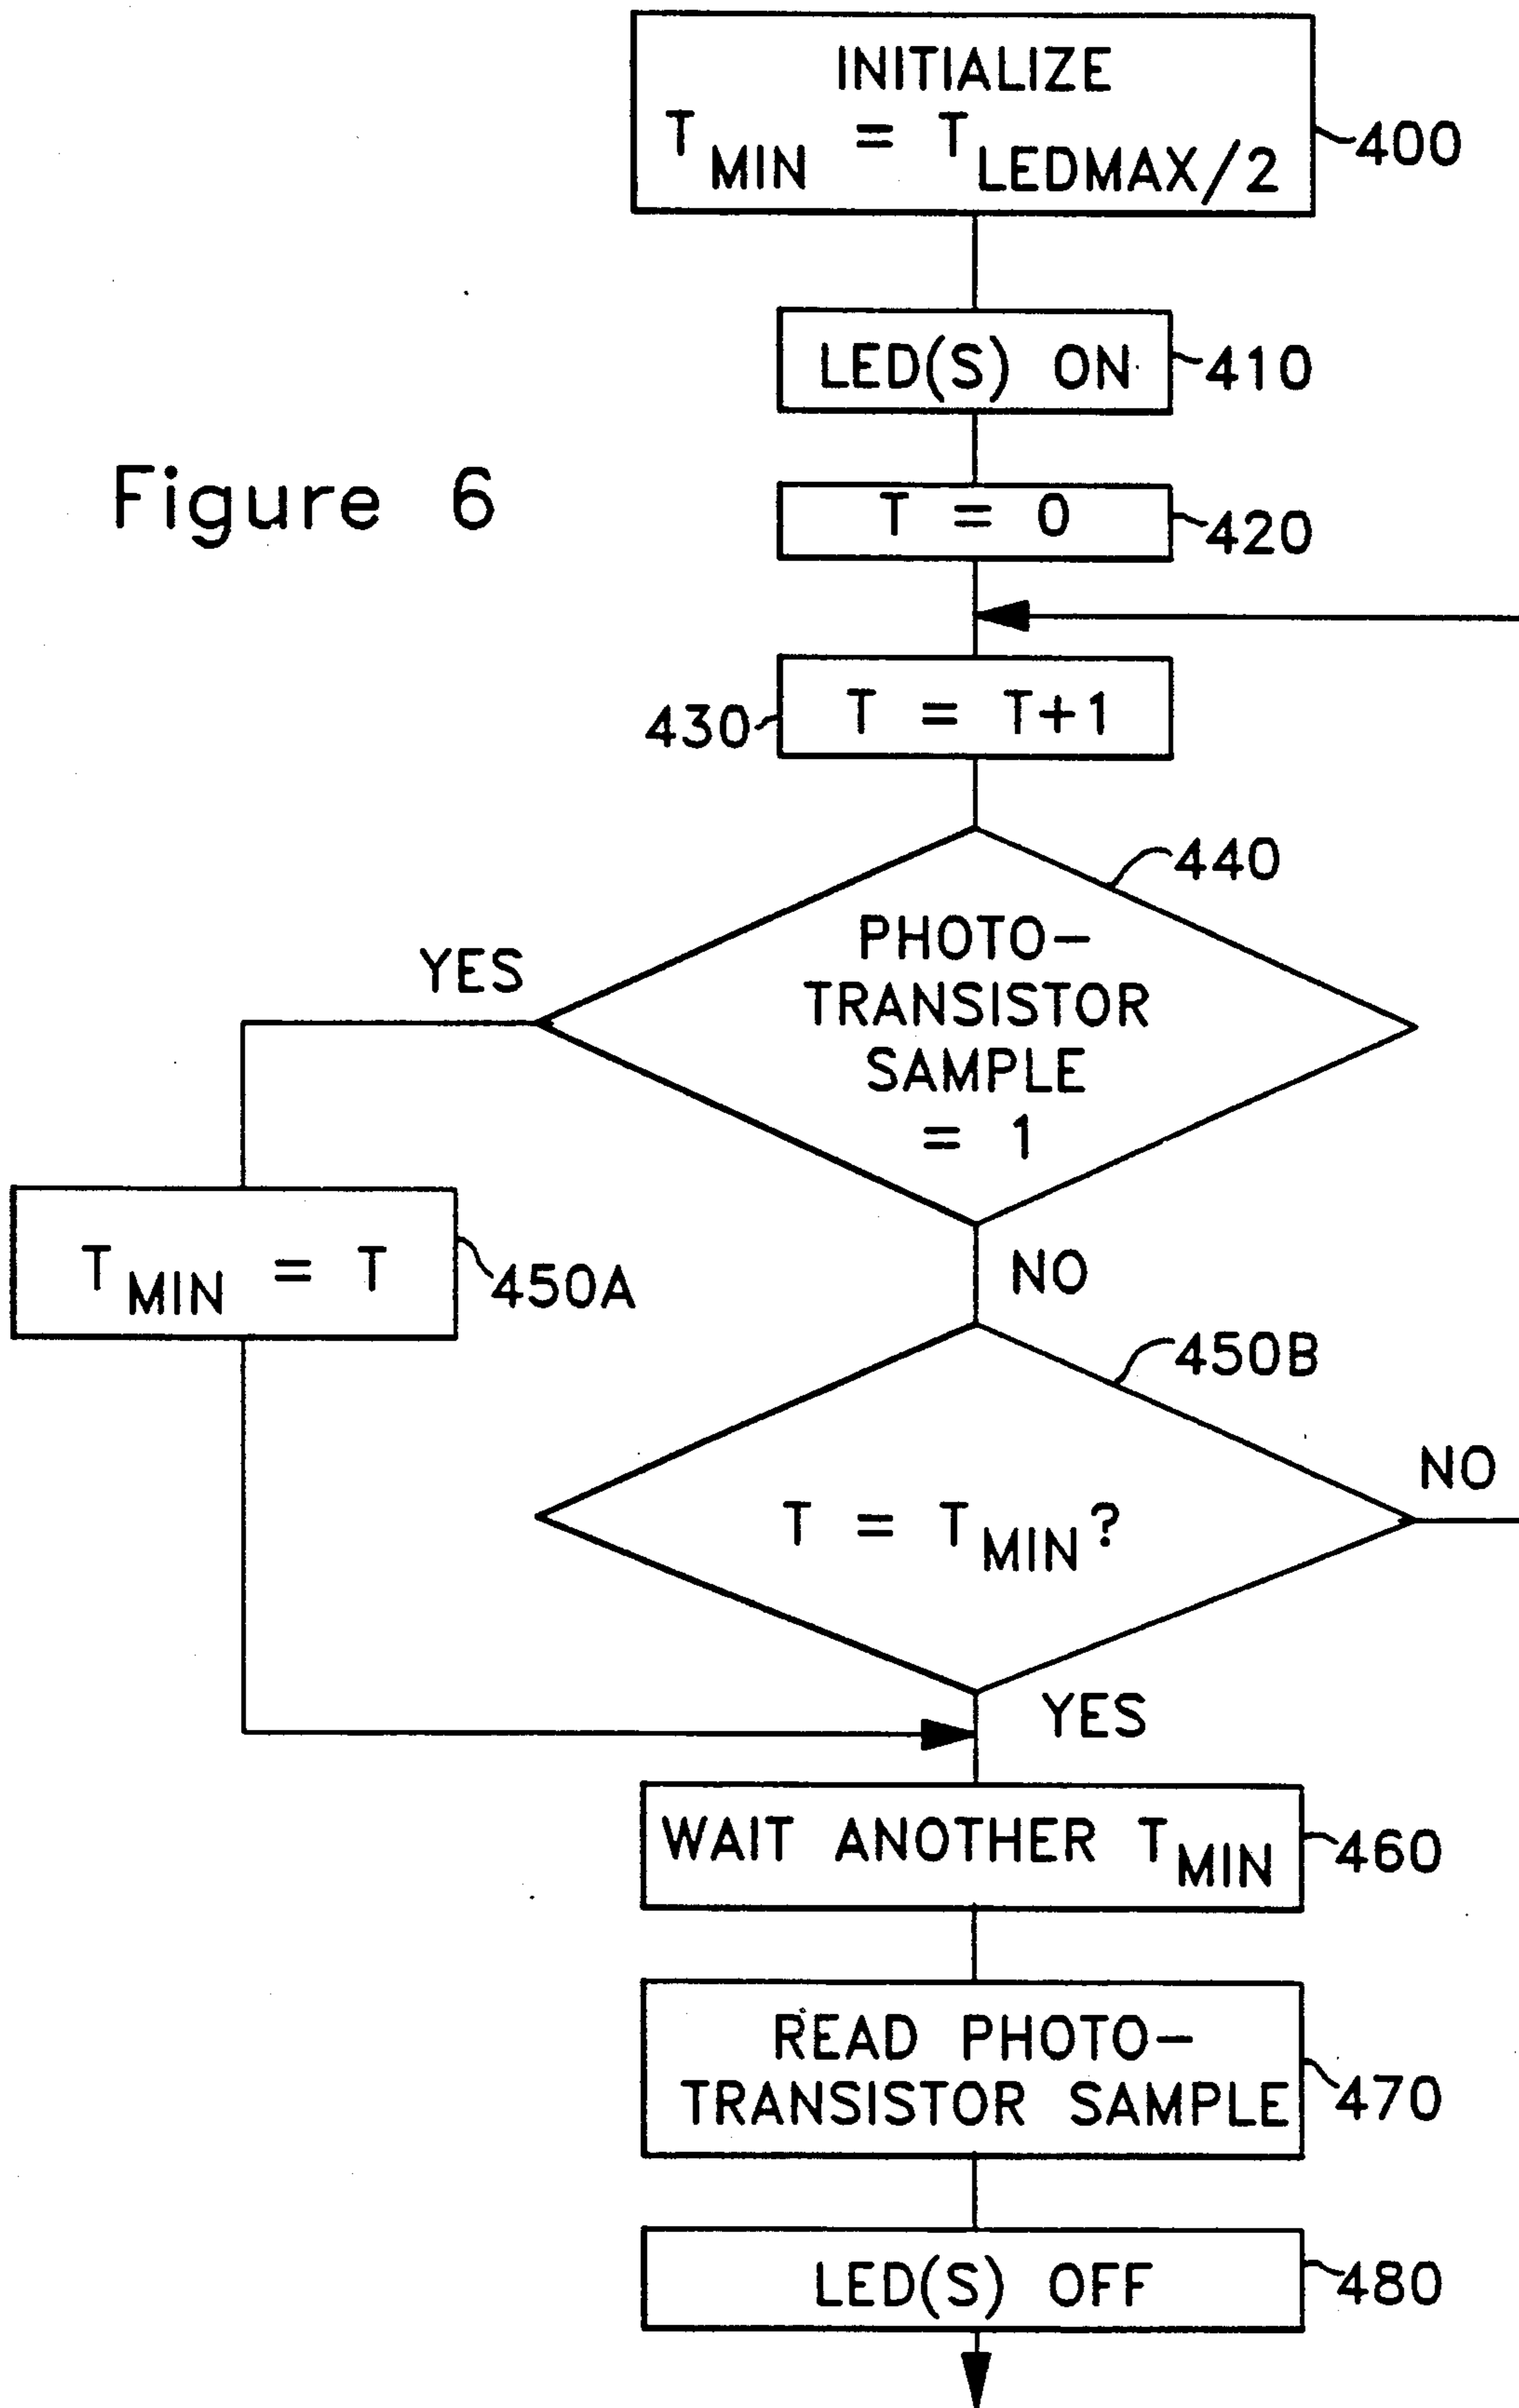 INITIALIZE
T MIN = T LEDMAX/2
400
LED(S) ON
410
Figure 6
T = 0
420
T = T+1
430
440
PHOTO-
TRANSISTOR
SAMPLE
= 1
YES
T MIN = T
450A
NO
450B
T = T MIN?
NO
YES
WAIT ANOTHER T MIN
460
READ PHOTO-
TRANSISTOR SAMPLE
470
LED(S) OFF
480